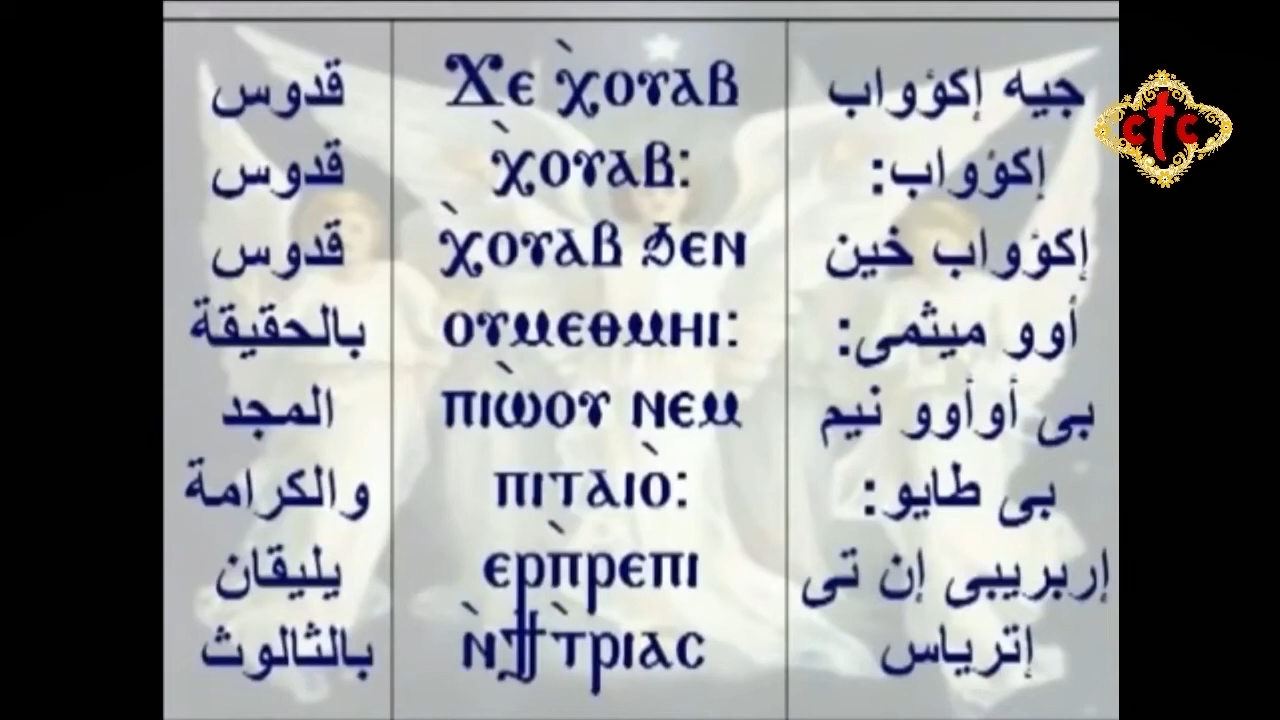 قدوس Ϫⲉ ⲭ̀ⲟⲩⲁⲃ جيه إكؤواب
قدوس ⲭ̀ⲟⲩⲁⲃ: إكؤواب:
قدوس ⲭ̀ⲟⲩⲁⲃ ϧⲉⲛ إكؤواب خين
بالحقيقة ⲟⲩⲙⲉⲑⲙⲏⲓ: أوو ميثمى:
المجد ⲡⲓⲱ̀ⲟⲩ ⲛⲉⲙ بى أوأوو نيم
والكرامة ⲡⲓⲧⲁⲓⲟ̀: بى طايو:
يليقان ⲉⲣⲡ̀ⲣⲉⲡⲓ إربريبى إن تى
بالثالوث ⲛ̀ϯⲧ̀ⲣⲓⲁⲥ إترياس
ctc